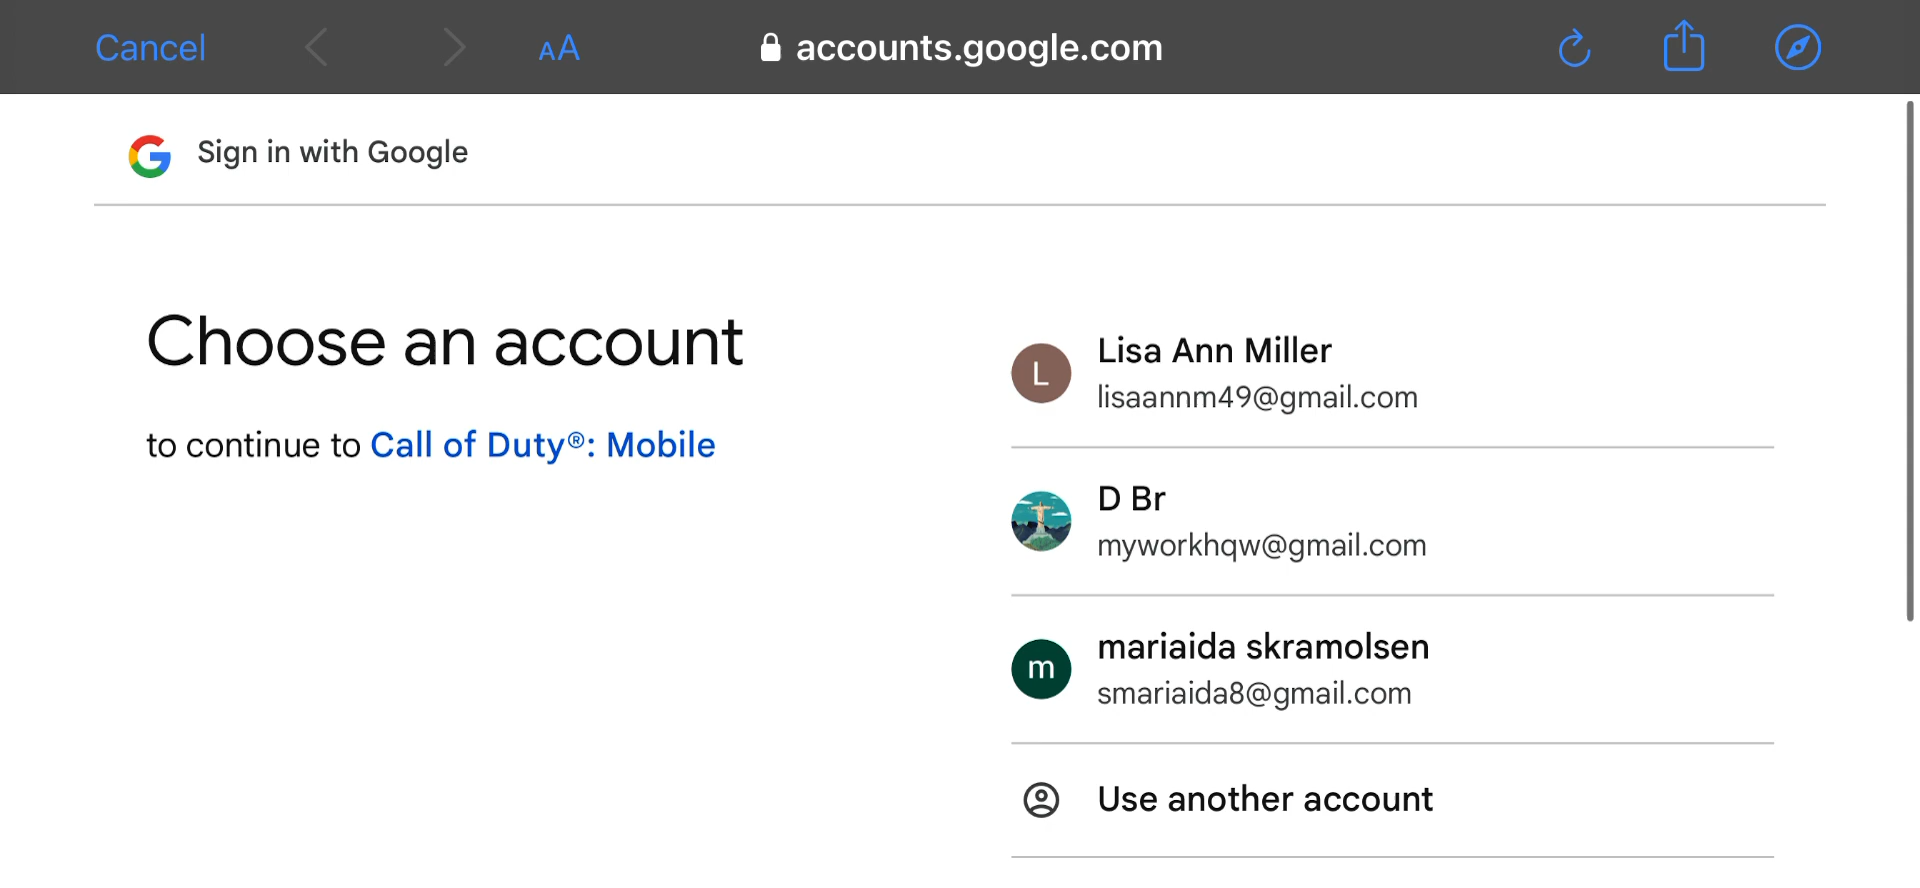 Cancel
AA
accounts.google.com
Sign in with Google
Choose an account
to continue to Call of Duty®: Mobile
L
Lisa Ann Miller
lisaannm49@gmail.com
D Br
myworkhqw@gmail.com
m
mariaida skramolsen
smariaida8@gmail.com
Use another account